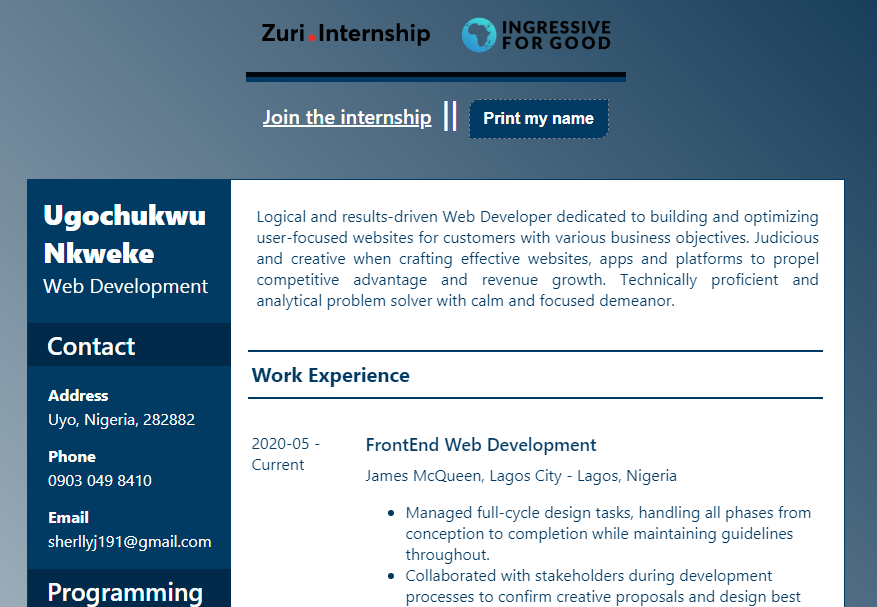 Zuri.Internship
INGRESSIVE
FOR GOOD
Join the internship || Print my name
Ugochukwu
Nkweke
Web Development
Contact
Address
Uyo, Nigeria, 282882
Phone
0903 049 8410
Email
sherllyj191@gmail.com
Programming
Logical and results-driven Web Developer dedicated to building and optimizing
user-focused websites for customers with various business objectives. Judicious
and creative when crafting effective websites, apps and platforms to propel
competitive advantage and revenue growth. Technically proficient and
analytical problem solver with calm and focused demeanor.
Work Experience
2020-05 -
Current
FrontEnd Web Development
James McQueen, Lagos City - Lagos, Nigeria
• Managed full-cycle design tasks, handling all phases from
conception to completion while maintaining guidelines
throughout.
• Collaborated with stakeholders during development
processes to confirm creative proposals and design best